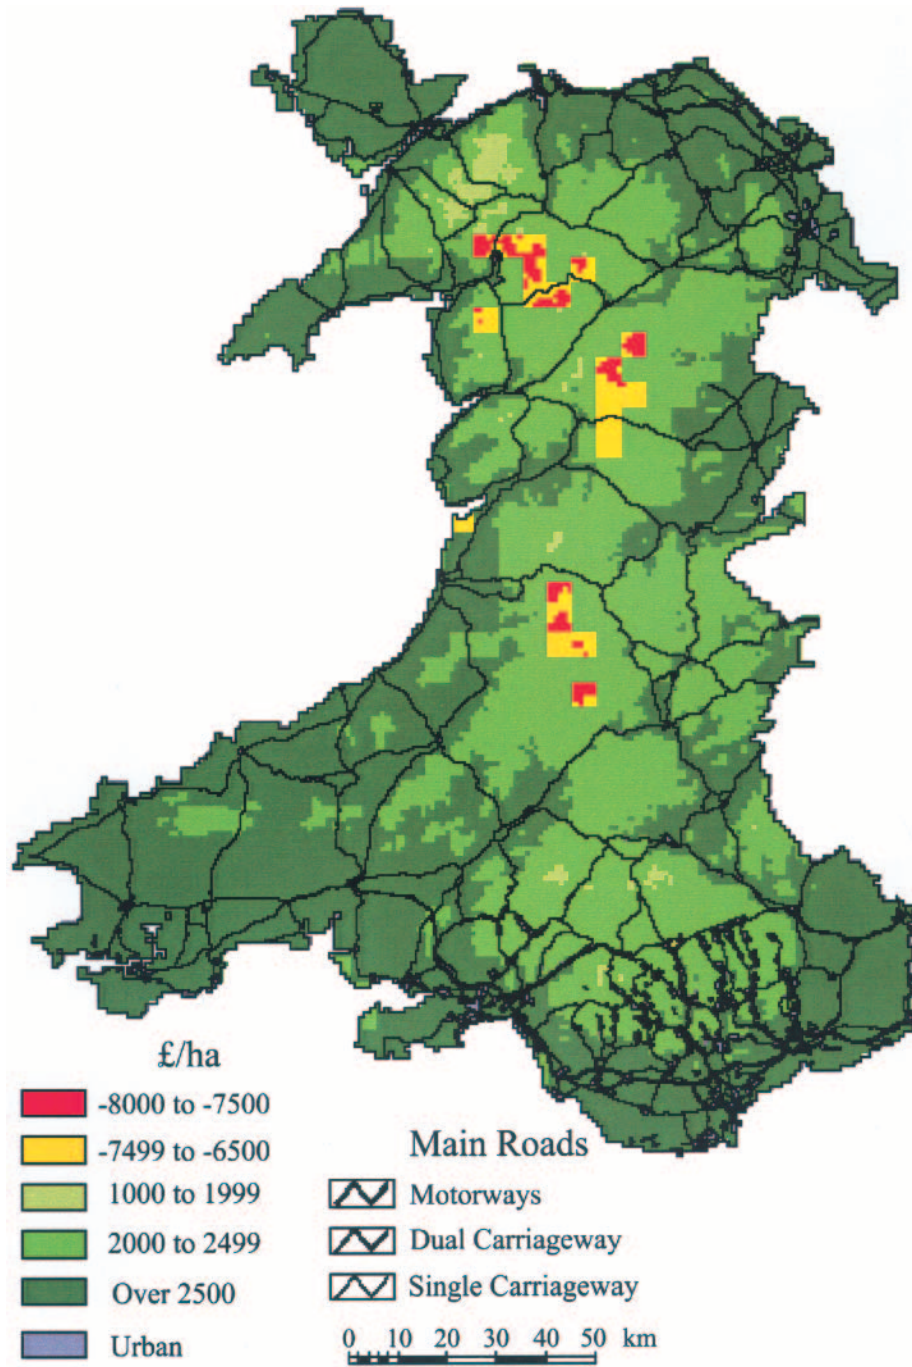 £/ha
-8000 to -7500
-7499 to -6500
1000 to 1999
2000 to 2499
Over 2500
Urban
Main Roads
Motorways
Dual Carriageway
Single Carriageway
0 10 20 30 40 50 km